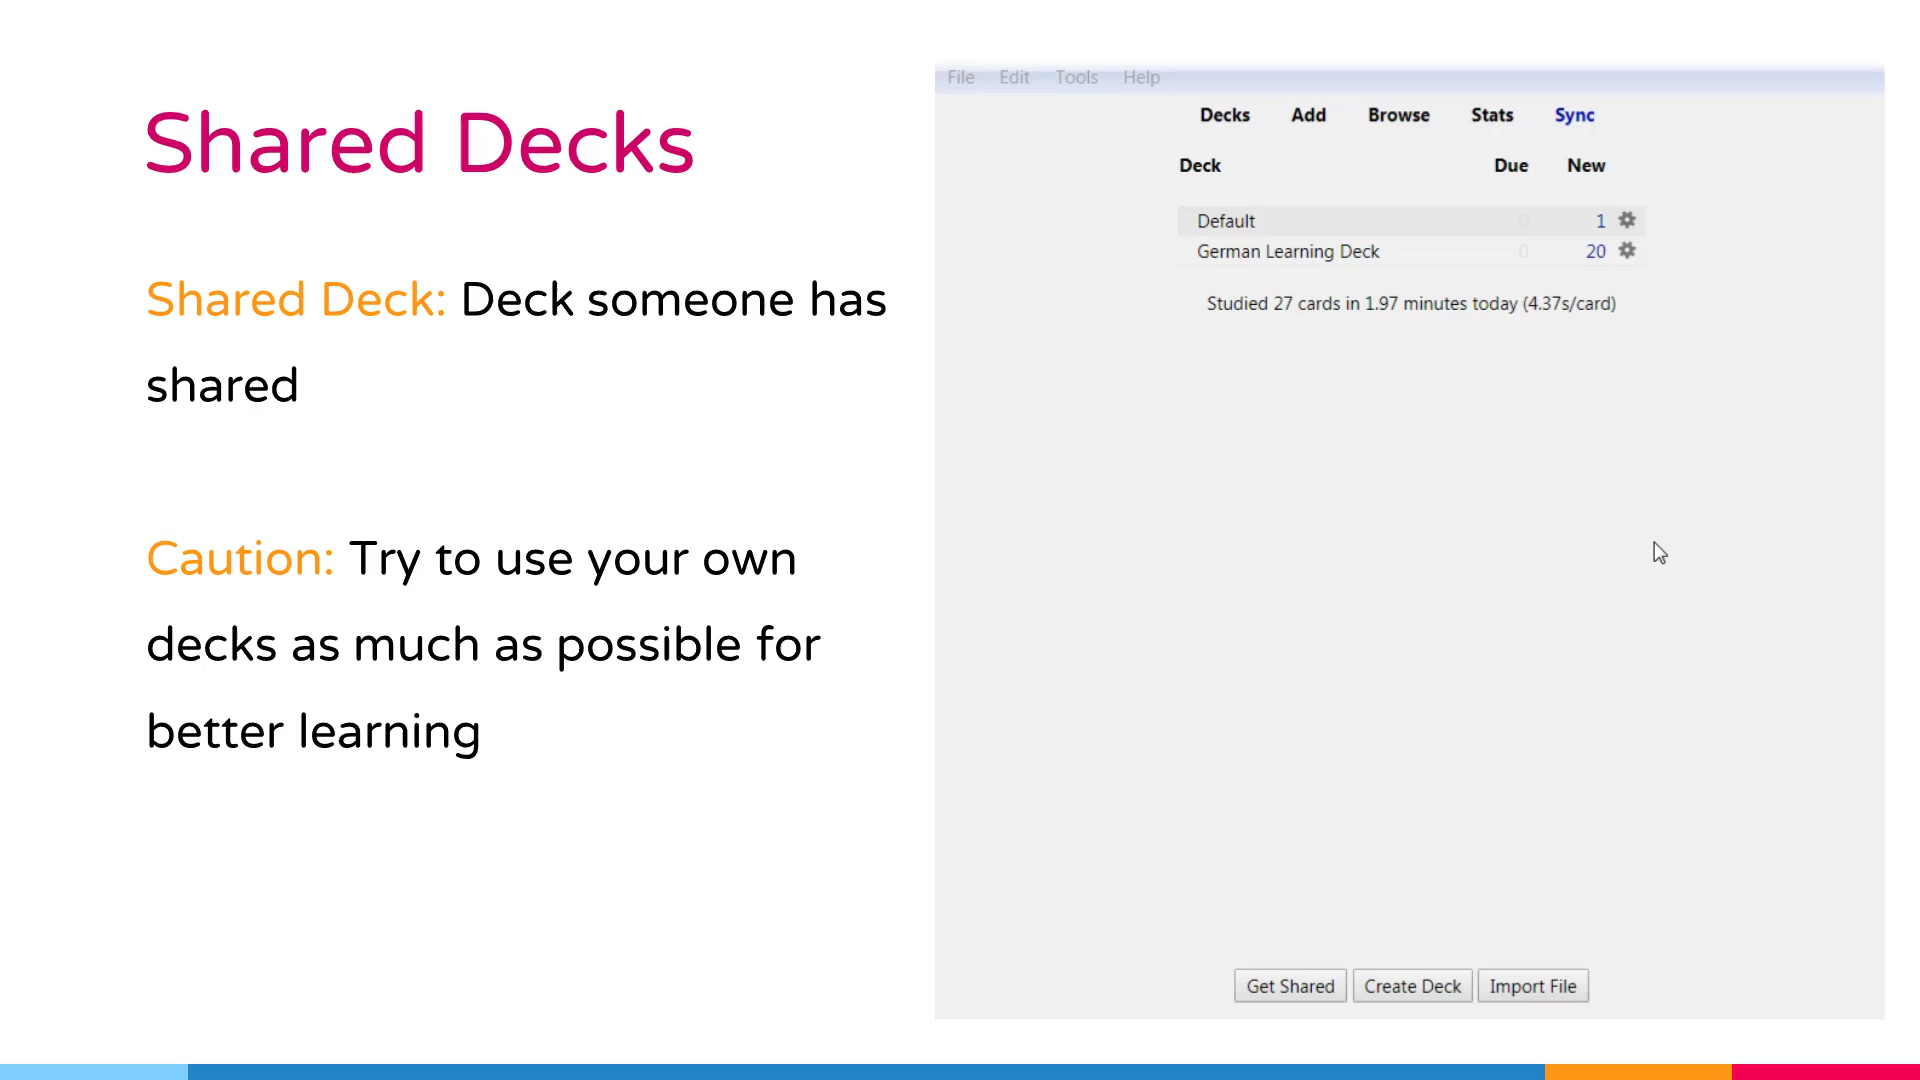 Shared Decks
Shared Deck: Deck someone has
shared
Caution: Try to use your own
decks as much as possible for
better learning
File Edit Tools Help
Decks Add Browse Stats Sync
Deck Due New
Default 0 1
German Learning Deck 0 20
Studied 27 cards in 1.97 minutes today (4.37s/card)
Get Shared Create Deck Import File